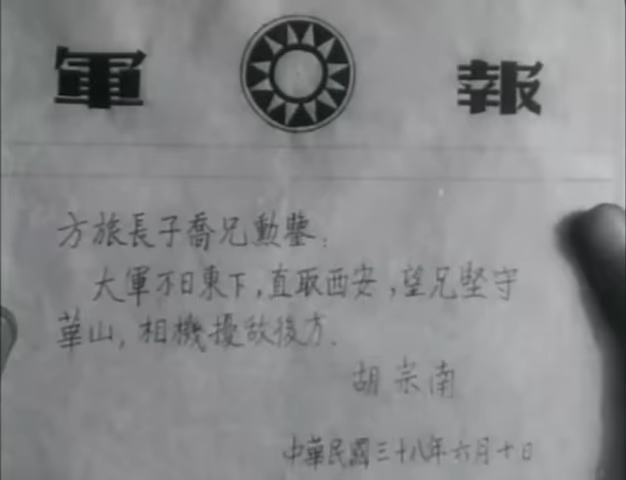 軍 報
方旅長子喬兄勳鑒:
大軍不日東下,直取西安,望兄堅守
華山,相機擾敌後方.
胡宗南
中華民國三十八年六月十日